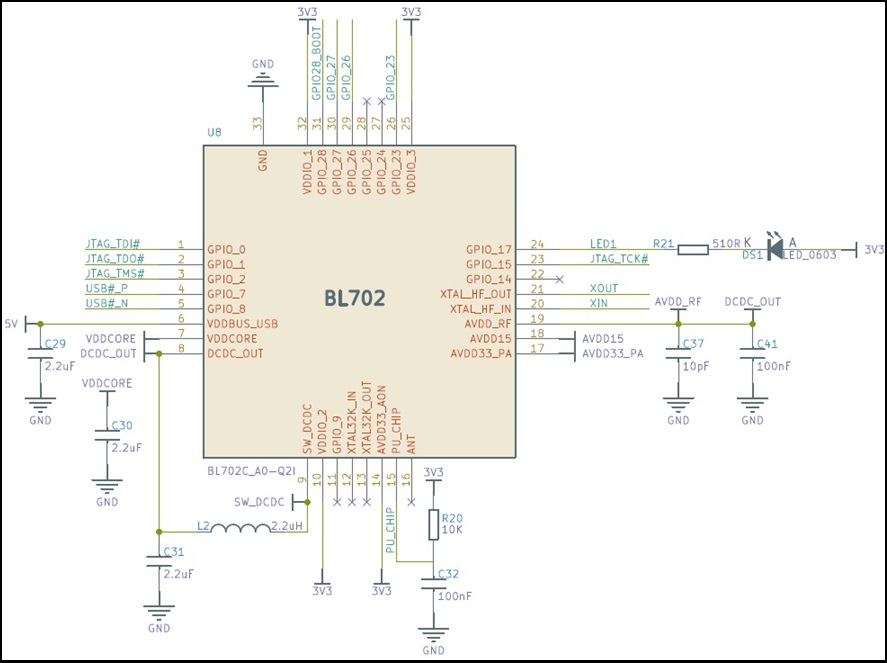 3V3
3V3
GPIO28_BOOT
GPIO_27
GPIO_26
GPIO_23
GND
33
32
31
30
29
28
27
26
25
U8
GND
VDDIO_1
GPIO_28
GPIO_27
GPIO_26
GPIO_25
GPIO_24
GPIO_23
VDDIO_3
JTAG_TDI# 1 GPIO_0
JTAG_TDO# 2 GPIO_1
JTAG_TMS# 3 GPIO_2
USB#_P 4 GPIO_7
USB#_N 5 GPIO_8
5V 6 VDDBUS_USB
VDDCORE 7 VDDCORE
DCDC_OUT 8 DCDC_OUT
BL702
GPIO_17 24 LED1 R21 510R K A 3V3
DS1 LED_0603
GPIO_15 23 JTAG_TCK#
GPIO_14 22
XTAL_HF_OUT 21 XOUT
XTAL_HF_IN 20 XIN
AVDD_RF 19 AVDD_RF DCDC_OUT
AVDD15 18 AVDD15
AVDD33_PA 17 AVDD33_PA
C29
2.2uF
GND
VDDCORE
C30
2.2uF
GND
C37
10pF
GND
C41
100nF
GND
SW_DCDC
VDDIO_2
GPIO_9
XTAL32K_IN
XTAL32K_OUT
AVDD33_AON
PU_CHIP
ANT
BL702C_A0-Q2I
9
10
11
12
13
14
15
16
3V3
SW_DCDC
PU_CHIP
R20
10K
L2 2.2uH
C31
2.2uF
GND
3V3
3V3
C32
100nF
GND